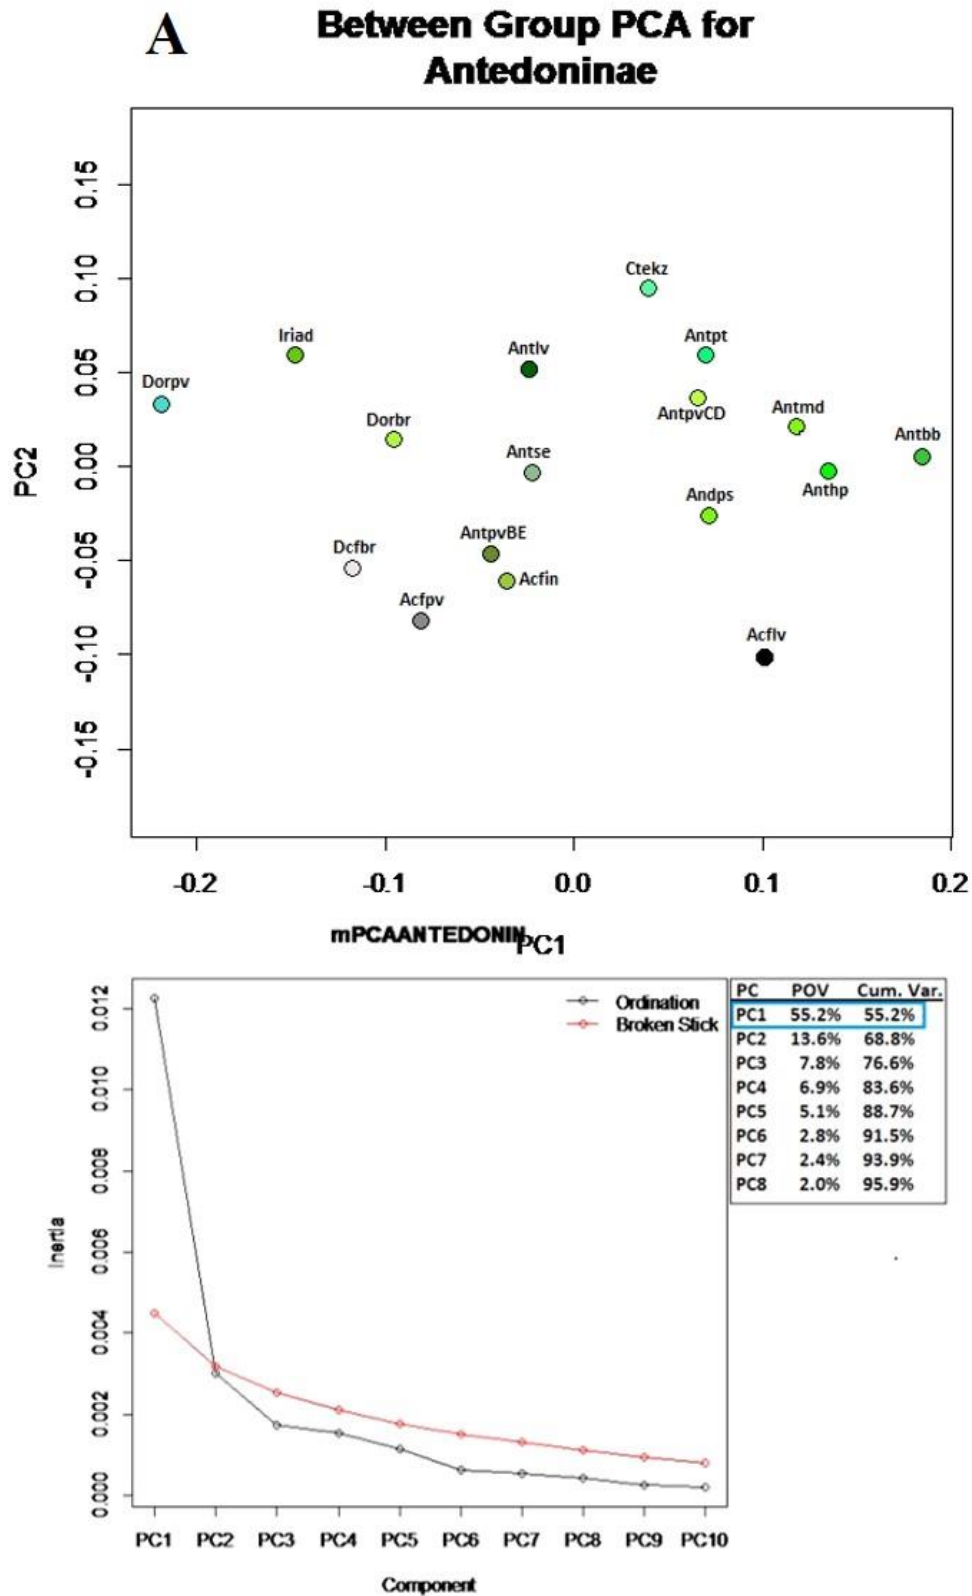 A
Between Group PCA for
Antedoninae
PC2
0.15
0.10
0.05
0.00
-0.05
-0.10
-0.15
Ctekz
Iriad
Antlv
Antpt
Dorpv
AntpvCD
Antmd
Dorbr
Antbb
Antse
Anthp
Andps
AntpvBE
Dcfbr
Acfin
Acfpv
Acflv
-0.2
-0.1
0.0
0.1
0.2
PC1
mPCAANTEDONIN
Ordination
Broken Stick
Inertia
0.012
0.010
0.008
0.006
0.004
0.002
0.000
PC1 PC2 PC3 PC4 PC5 PC6 PC7 PC8 PC9 PC10
Component
PC POV Cum. Var.
PC1 55.2% 55.2%
PC2 13.6% 68.8%
PC3 7.8% 76.6%
PC4 6.9% 83.6%
PC5 5.1% 88.7%
PC6 2.8% 91.5%
PC7 2.4% 93.9%
PC8 2.0% 95.9%